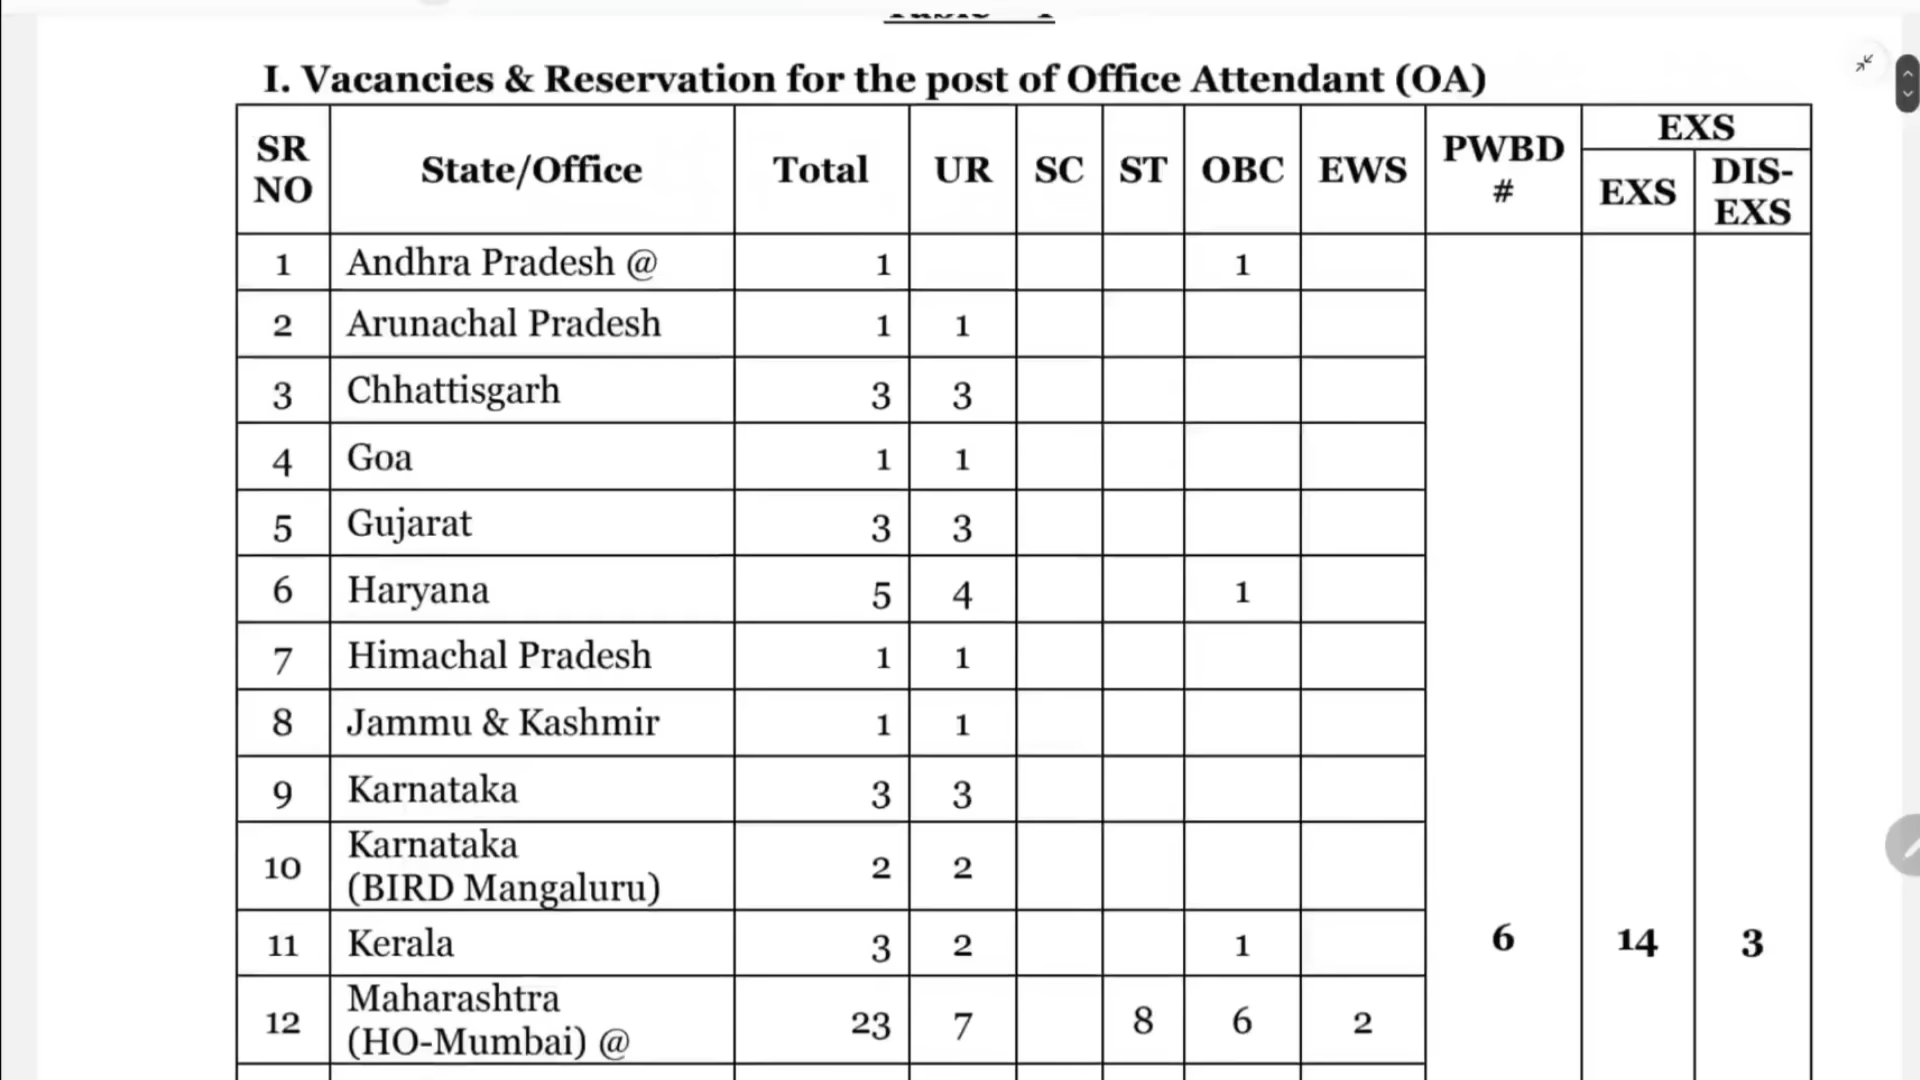 I. Vacancies & Reservation for the post of Office Attendant (OA)
SR NO State/Office Total UR SC ST OBC EWS PWBD # EXS
EXS DIS-EXS
1 Andhra Pradesh @ 1 1
2 Arunachal Pradesh 1 1
3 Chhattisgarh 3 3
4 Goa 1 1
5 Gujarat 3 3
6 Haryana 5 4 1
7 Himachal Pradesh 1 1
8 Jammu & Kashmir 1 1
9 Karnataka 3 3
10 Karnataka (BIRD Mangaluru) 2 2
11 Kerala 3 2 1
6 14 3
12 Maharashtra (HO-Mumbai) @ 23 7 8 6 2